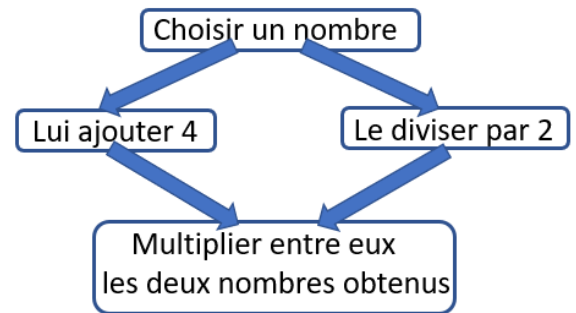 Choisir un nombre
Lui ajouter 4
Le diviser par 2
Multiplier entre eux
les deux nombres obtenus